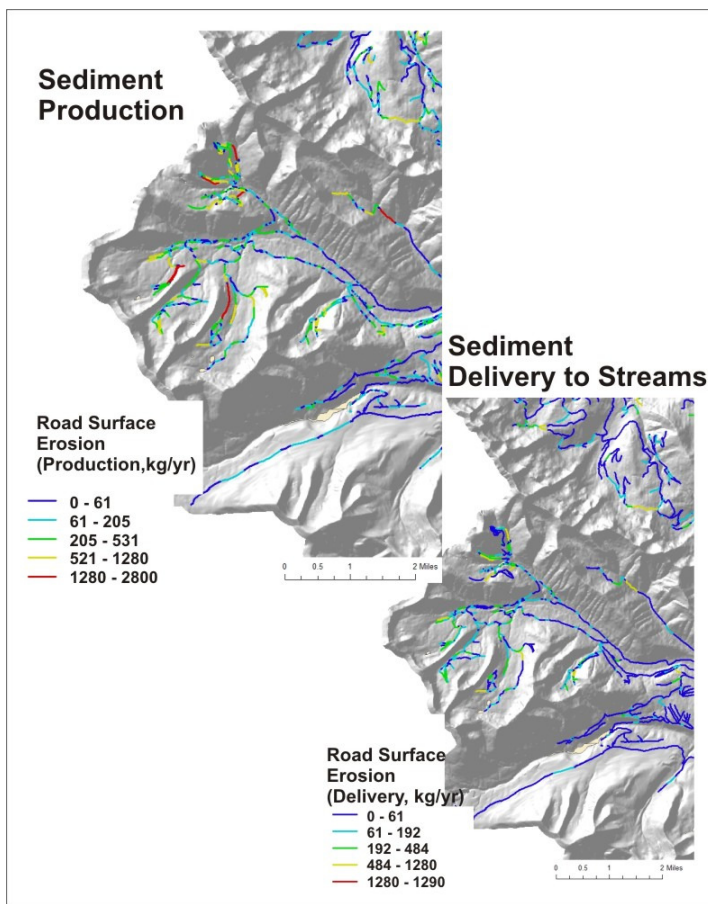 Sediment
Production
Road Surface
Erosion
(Production,kg/yr)
0 - 61
61 - 205
205 - 531
521 - 1280
1280 - 2800
0 0.5 1 2 Miles
Sediment
Delivery to Streams
Road Surface
Erosion
(Delivery, kg/yr)
0 - 61
61 - 192
192 - 484
484 - 1280
1280 - 1290
0 0.5 1 2 Miles